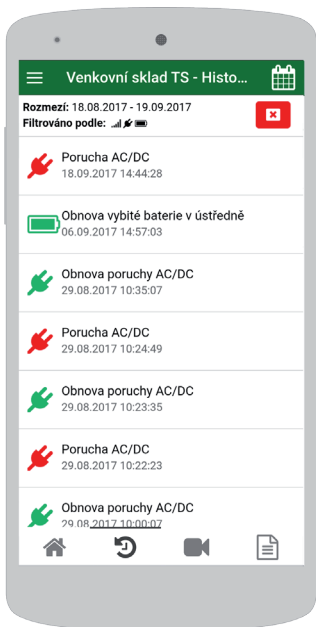 Venkovní sklad TS - Histo...
Rozmezí: 18.08.2017 - 19.09.2017
Filtrováno podle:
Porucha AC/DC
18.09.2017 14:44:28
Obnova vybité baterie v ústředně
06.09.2017 14:57:03
Obnova poruchy AC/DC
29.08.2017 10:35:07
Porucha AC/DC
29.08.2017 10:24:49
Obnova poruchy AC/DC
29.08.2017 10:23:35
Porucha AC/DC
29.08.2017 10:22:23
Obnova poruchy AC/DC
29.08.2017 10:00:07